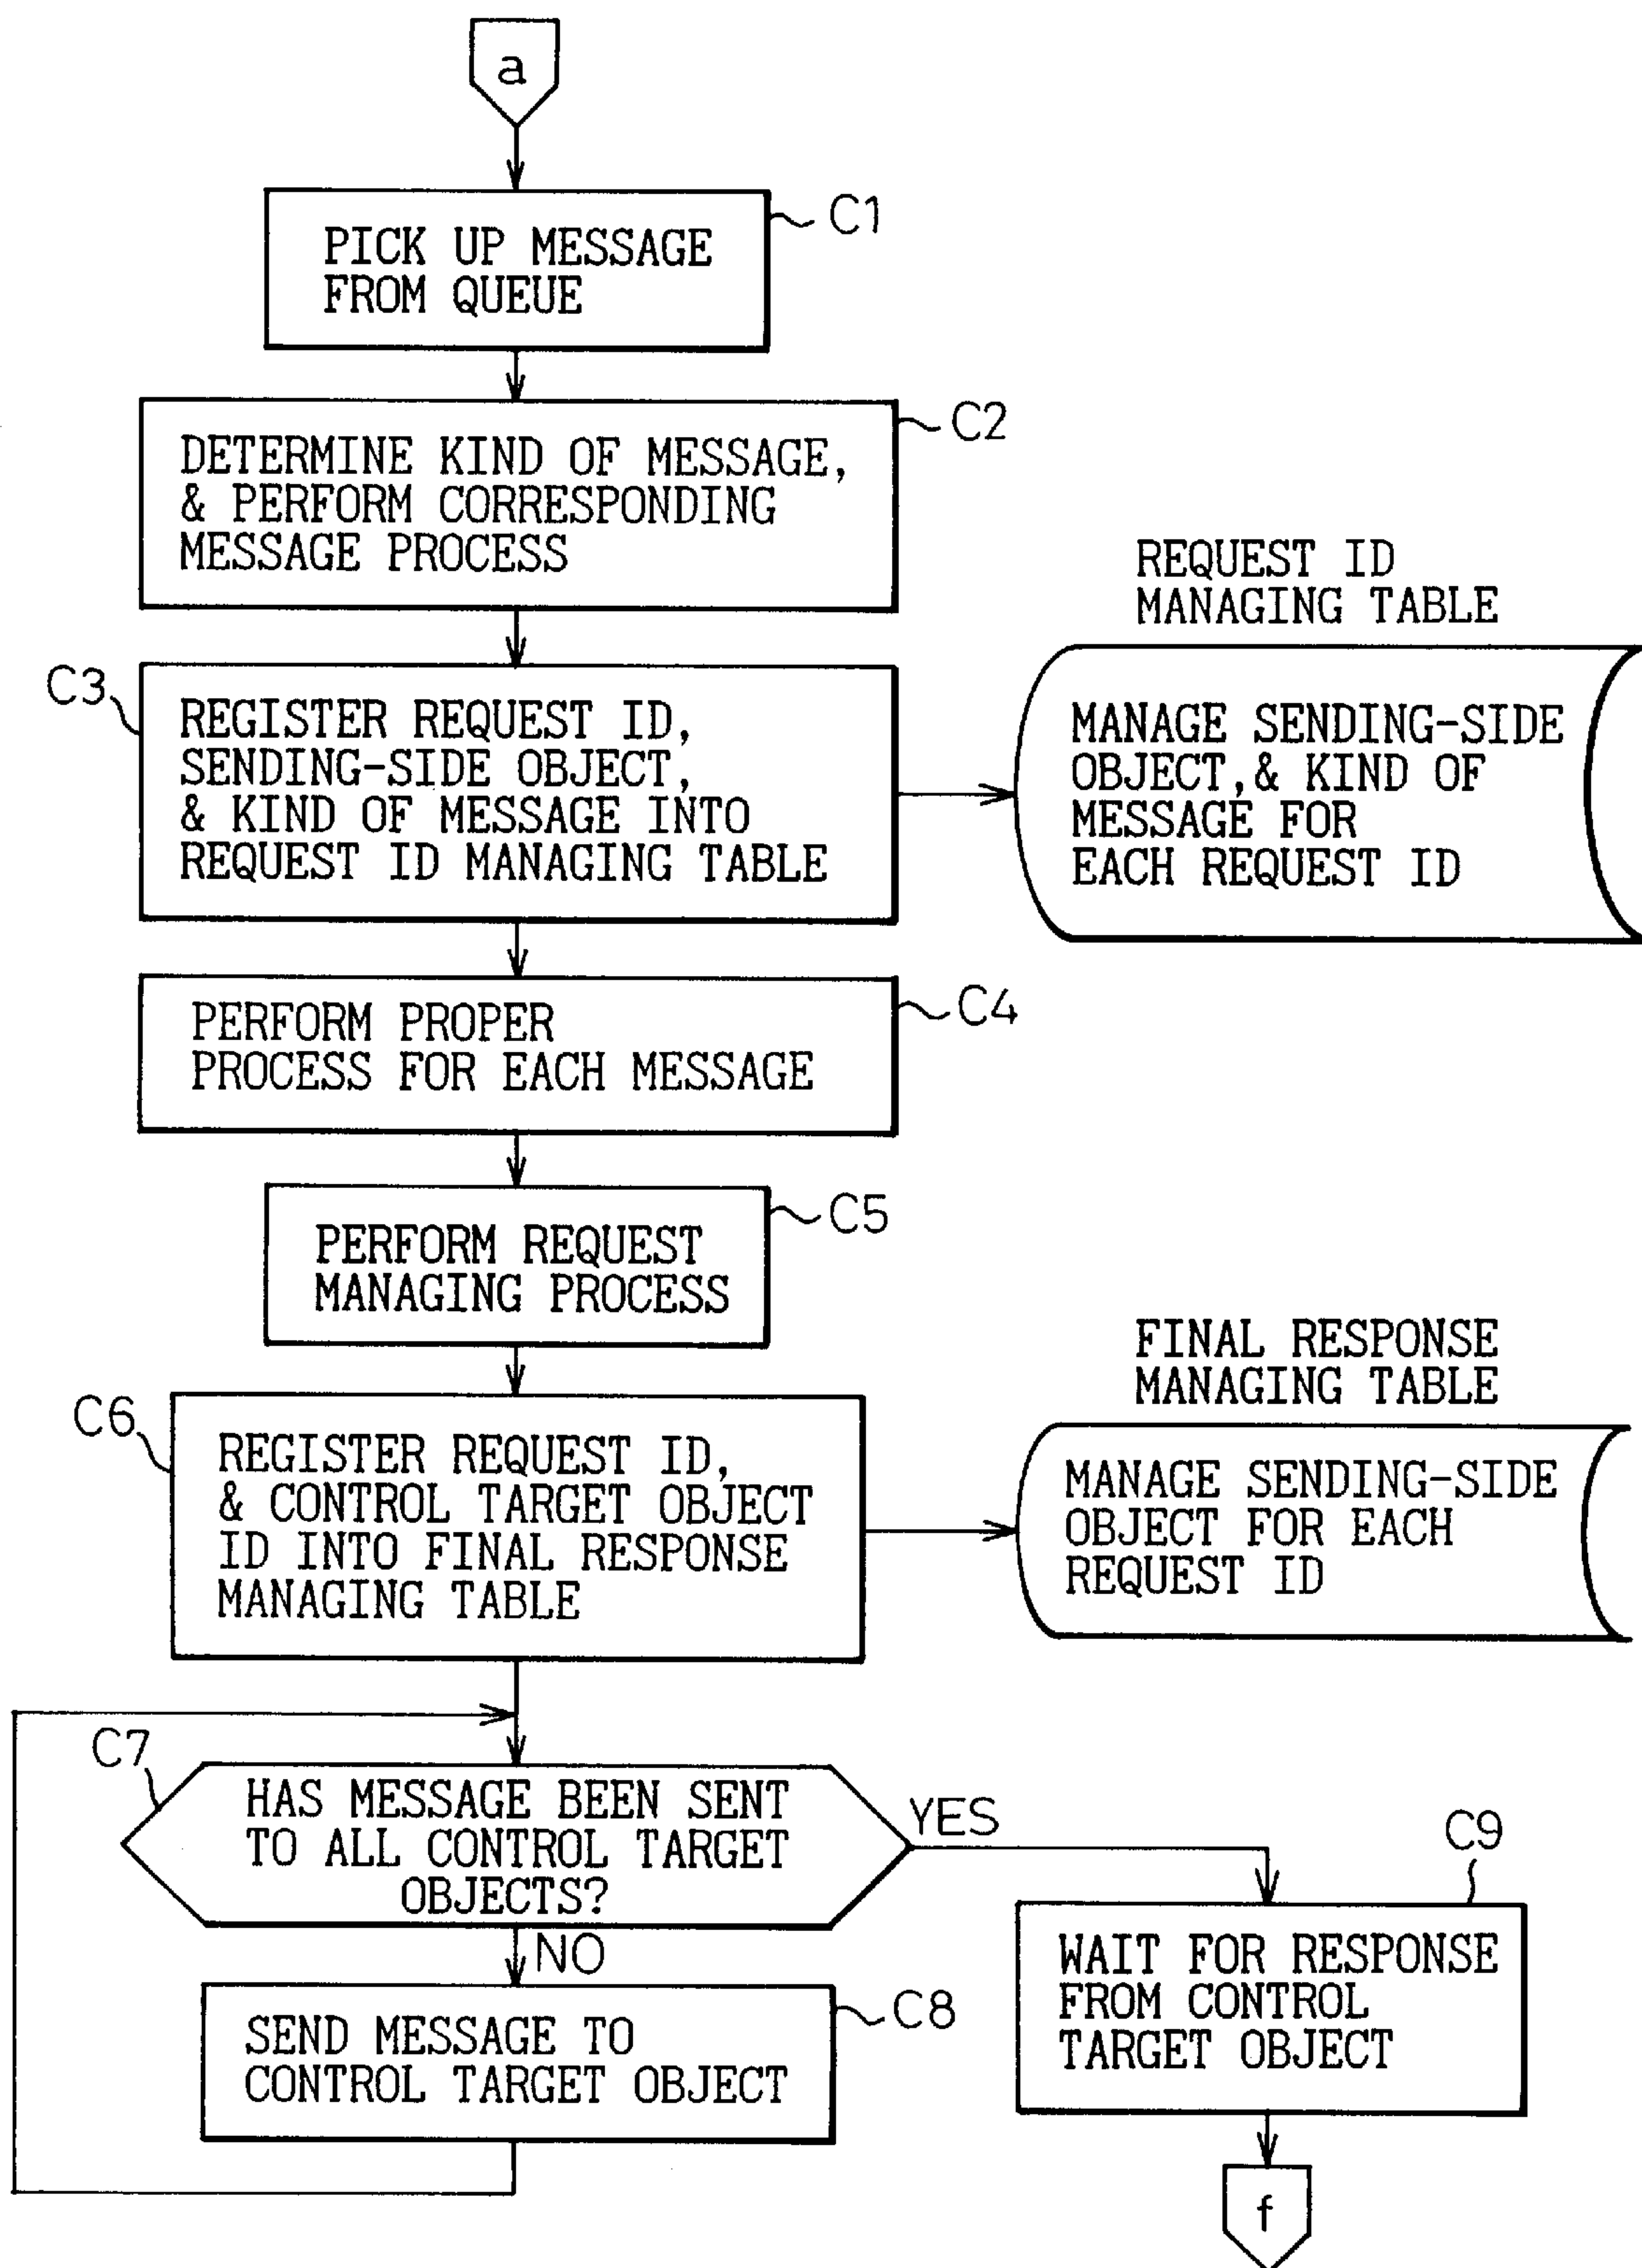 a
C1
PICK UP MESSAGE
FROM QUEUE
C2
DETERMINE KIND OF MESSAGE,
& PERFORM CORRESPONDING
MESSAGE PROCESS
REQUEST ID
MANAGING TABLE
C3
REGISTER REQUEST ID,
SENDING-SIDE OBJECT,
& KIND OF MESSAGE INTO
REQUEST ID MANAGING TABLE
MANAGE SENDING-SIDE
OBJECT,& KIND OF
MESSAGE FOR
EACH REQUEST ID
C4
PERFORM PROPER
PROCESS FOR EACH MESSAGE
C5
PERFORM REQUEST
MANAGING PROCESS
FINAL RESPONSE
MANAGING TABLE
C6
REGISTER REQUEST ID,
& CONTROL TARGET OBJECT
ID INTO FINAL RESPONSE
MANAGING TABLE
MANAGE SENDING-SIDE
OBJECT FOR EACH
REQUEST ID
C7
HAS MESSAGE BEEN SENT
TO ALL CONTROL TARGET
OBJECTS?
YES
NO
C8
SEND MESSAGE TO
CONTROL TARGET OBJECT
C9
WAIT FOR RESPONSE
FROM CONTROL
TARGET OBJECT
f